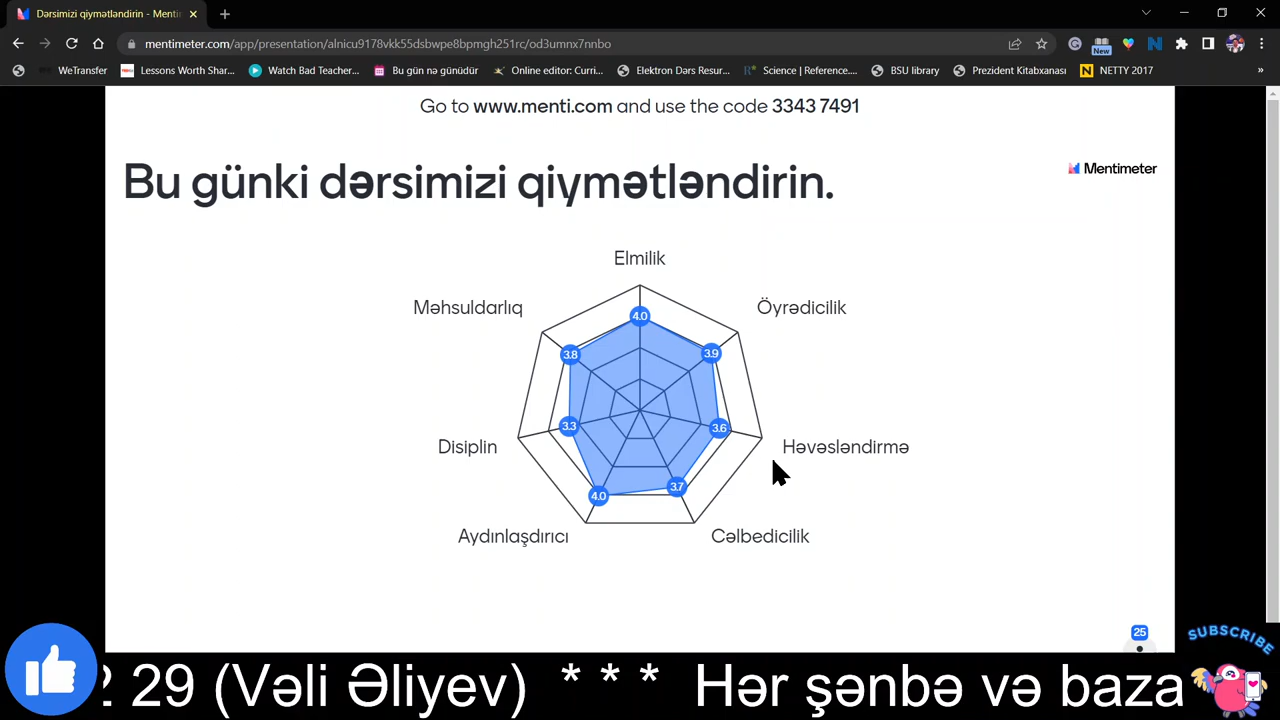 Dərsimizi qiymətləndirin - Menti
mentimeter.com/app/presentation/alnicu9178vkk55dsbwpe8bpmgh251rc/od3umnx7nnbo
New
WeTransfer
Lessons Worth Shar...
Watch Bad Teacher...
Bu gün nə günüdür
Online editor: Curri...
Elektron Dərs Resur...
Science | Reference....
BSU library
Prezident Kitabxanası
NETTY 2017
»
Go to www.menti.com and use the code 3343 7491
Bu günki dərsimizi qiymətləndirin.
Mentimeter
Elmilik
Məhsuldarlıq
Öyrədicilik
4.0
3.8
3.9
3.3
3.6
Disiplin
Həvəsləndirmə
4.0
3.7
Aydınlaşdırıcı
Cəlbedicilik
25
SUBSCRIBE
29 (Vəli Əliyev) * * * Hər şənbə və baza